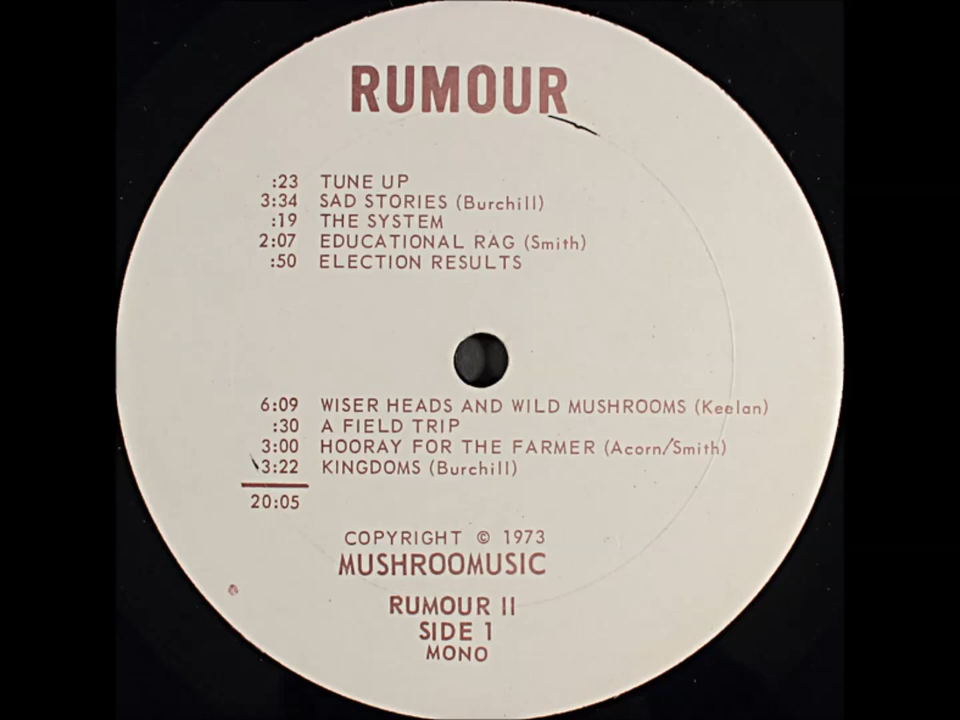 RUMOUR
:23 TUNE UP
3:34 SAD STORIES (Burchill)
:19 THE SYSTEM
2:07 EDUCATIONAL RAG (Smith)
:50 ELECTION RESULTS
6:09 WISER HEADS AND WILD MUSHROOMS (Keelan)
:30 A FIELD TRIP
3:00 HOORAY FOR THE FARMER (Acorn/Smith)
3:22 KINGDOMS (Burchill)
20:05
COPYRIGHT © 1973
MUSHROOMUSIC
RUMOUR II
SIDE 1
MONO